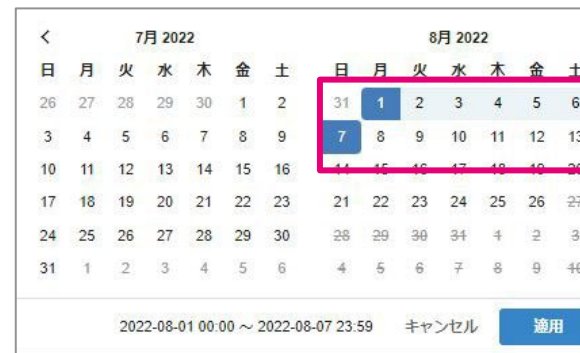 < 7月 2022 8月 2022
日 月 火 水 木 金 土 日 月 火 水 木 金 土
26 27 28 29 30 1 2 31 1 2 3 4 5 6
3 4 5 6 7 8 9 7 8 9 10 11 12 13
10 11 12 13 14 15 16 14 15 16 17 18 19 20
17 18 19 20 21 22 23 21 22 23 24 25 26 27
24 25 26 27 28 29 30 28 29 30 31 1 2 3
31 1 2 3 4 5 6 4 5 6 7 8 9 10
2022-08-01 00:00 ～ 2022-08-07 23:59 キャンセル 適用